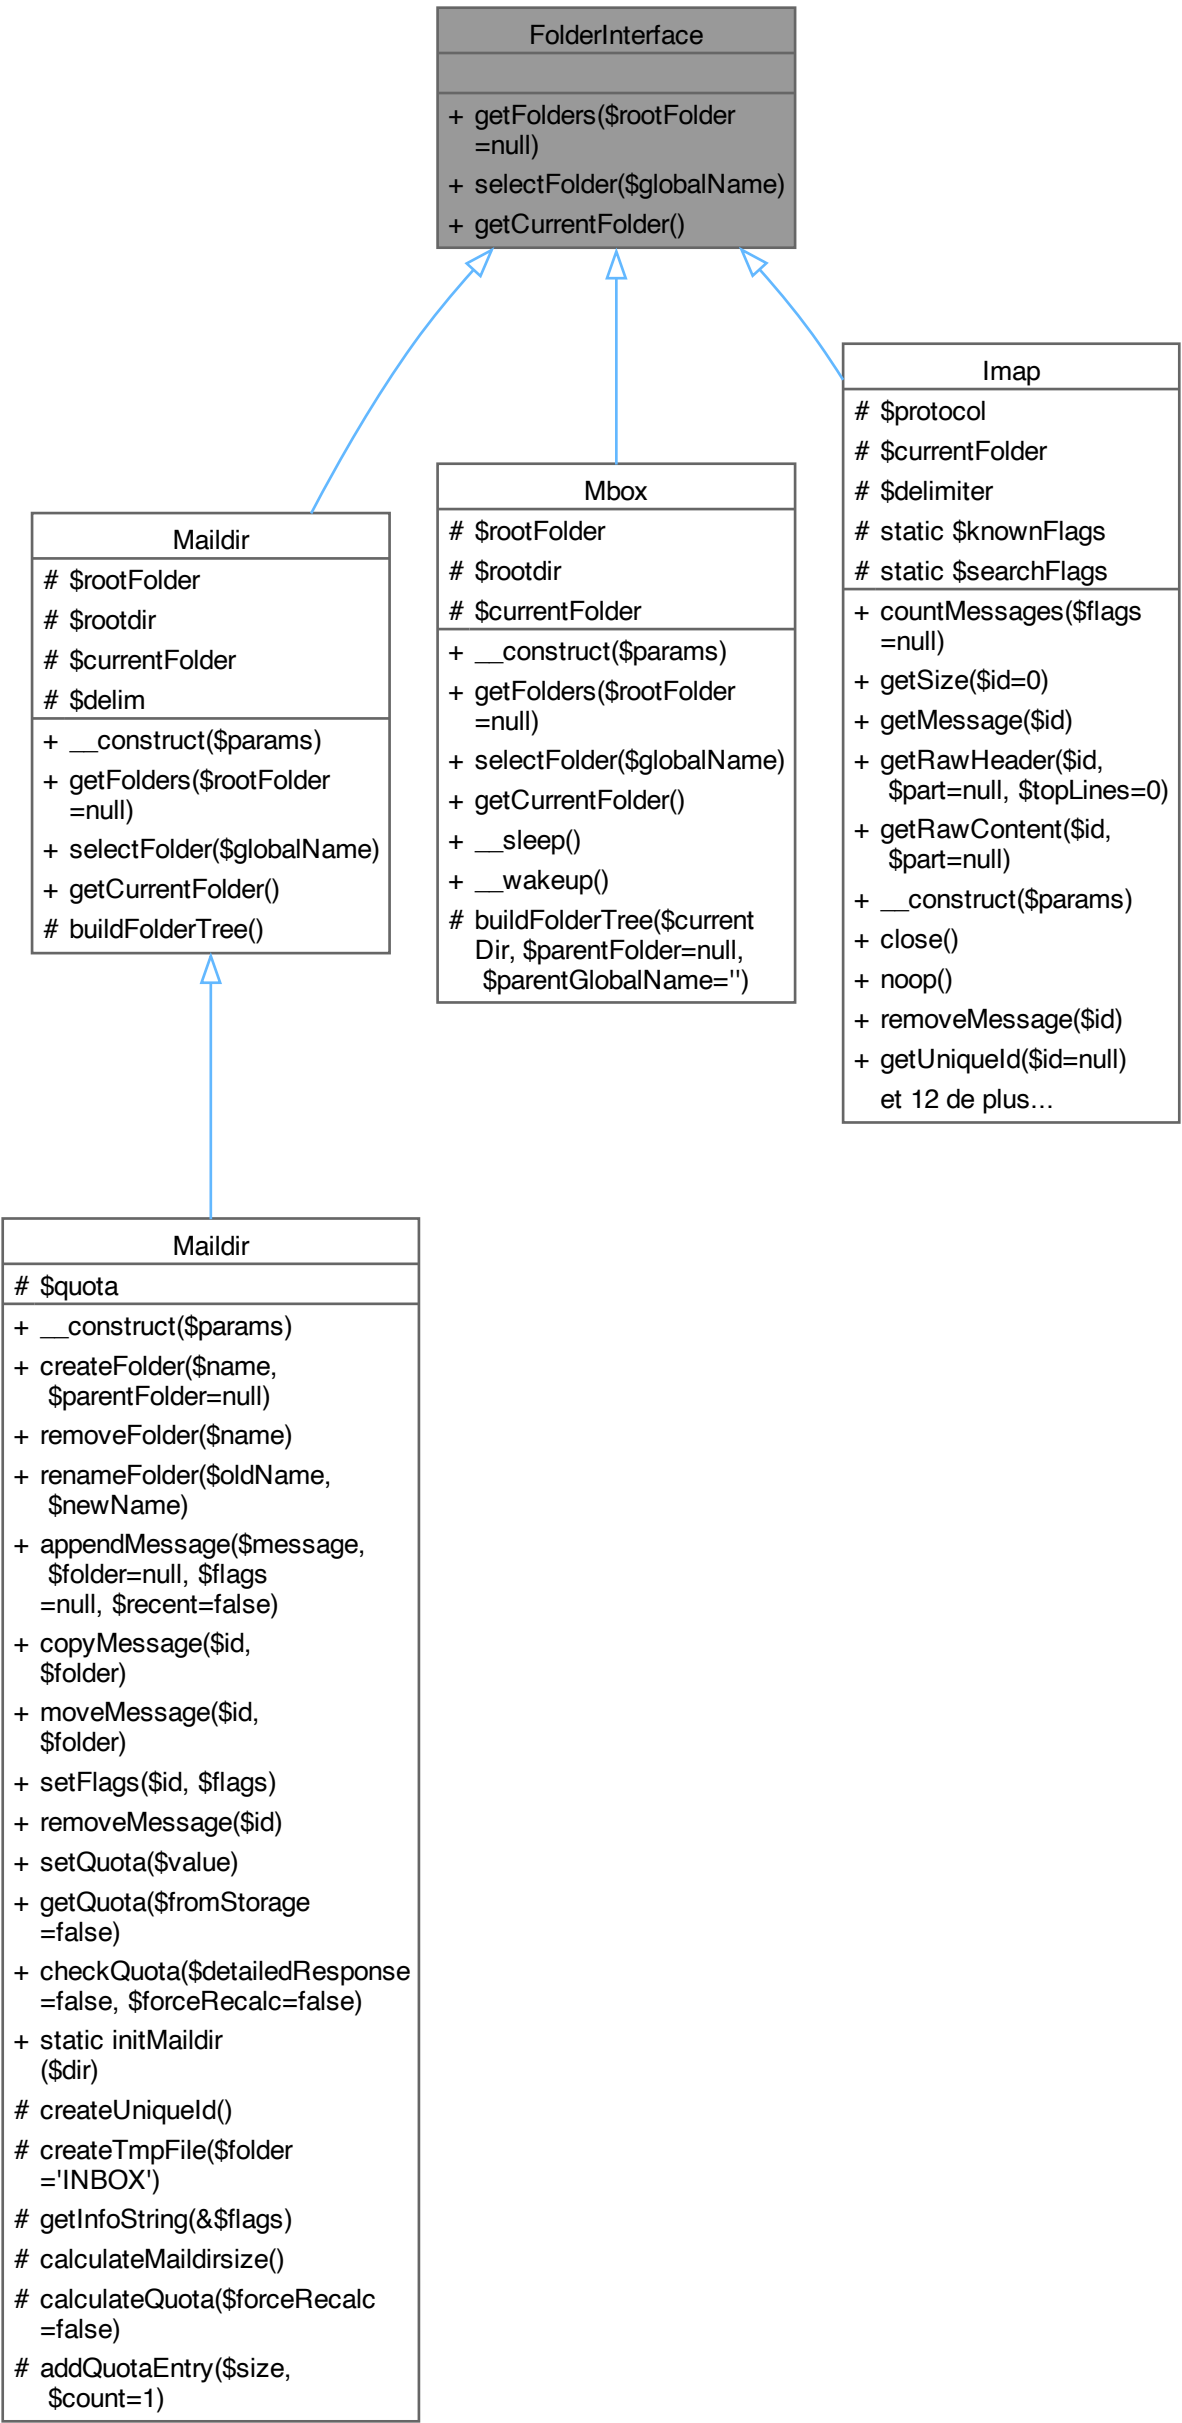 FolderInterface
+ getFolders($rootFolder
=null)
+ selectFolder($globalName)
+ getCurrentFolder()
Maildir
# $rootFolder
# $rootdir
# $currentFolder
# $delim
+ __construct($params)
+ getFolders($rootFolder
=null)
+ selectFolder($globalName)
+ getCurrentFolder()
# buildFolderTree()
Mbox
# $rootFolder
# $rootdir
# $currentFolder
+ __construct($params)
+ getFolders($rootFolder
=null)
+ selectFolder($globalName)
+ getCurrentFolder()
+ __sleep()
+ __wakeup()
# buildFolderTree($current
Dir, $parentFolder=null,
$parentGlobalName='')
Imap
# $protocol
# $currentFolder
# $delimiter
# static $knownFlags
# static $searchFlags
+ countMessages($flags
=null)
+ getSize($id=0)
+ getMessage($id)
+ getRawHeader($id,
$part=null, $topLines=0)
+ getRawContent($id,
$part=null)
+ __construct($params)
+ close()
+ noop()
+ removeMessage($id)
+ getUniqueId($id=null)
et 12 de plus...
Maildir
# $quota
+ __construct($params)
+ createFolder($name,
$parentFolder=null)
+ removeFolder($name)
+ renameFolder($oldName,
$newName)
+ appendMessage($message,
$folder=null, $flags
=null, $recent=false)
+ copyMessage($id,
$folder)
+ moveMessage($id,
$folder)
+ setFlags($id, $flags)
+ removeMessage($id)
+ setQuota($value)
+ getQuota($fromStorage
=false)
+ checkQuota($detailedResponse
=false, $forceRecalc=false)
+ static initMaildir
($dir)
# createUniqueId()
# createTmpFile($folder
='INBOX')
# getInfoString(&$flags)
# calculateMaildirsize()
# calculateQuota($forceRecalc
=false)
# addQuotaEntry($size,
$count=1)